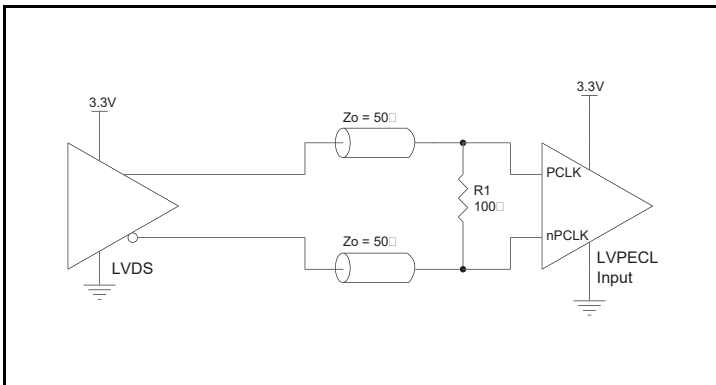 3.3V
3.3V
Zo = 50□
PCLK
R1
100□
nPCLK
Zo = 50□
LVDS
LVPECL
Input